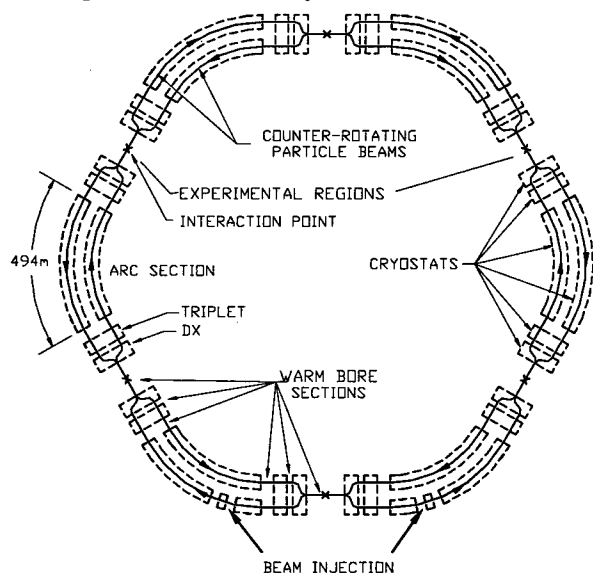 COUNTER-ROTATING
PARTICLE BEAMS
EXPERIMENTAL REGIONS
INTERACTION POINT
494m
ARC SECTION
CRYOSTATS
TRIPLET
DX
WARM BORE
SECTIONS
BEAM INJECTION